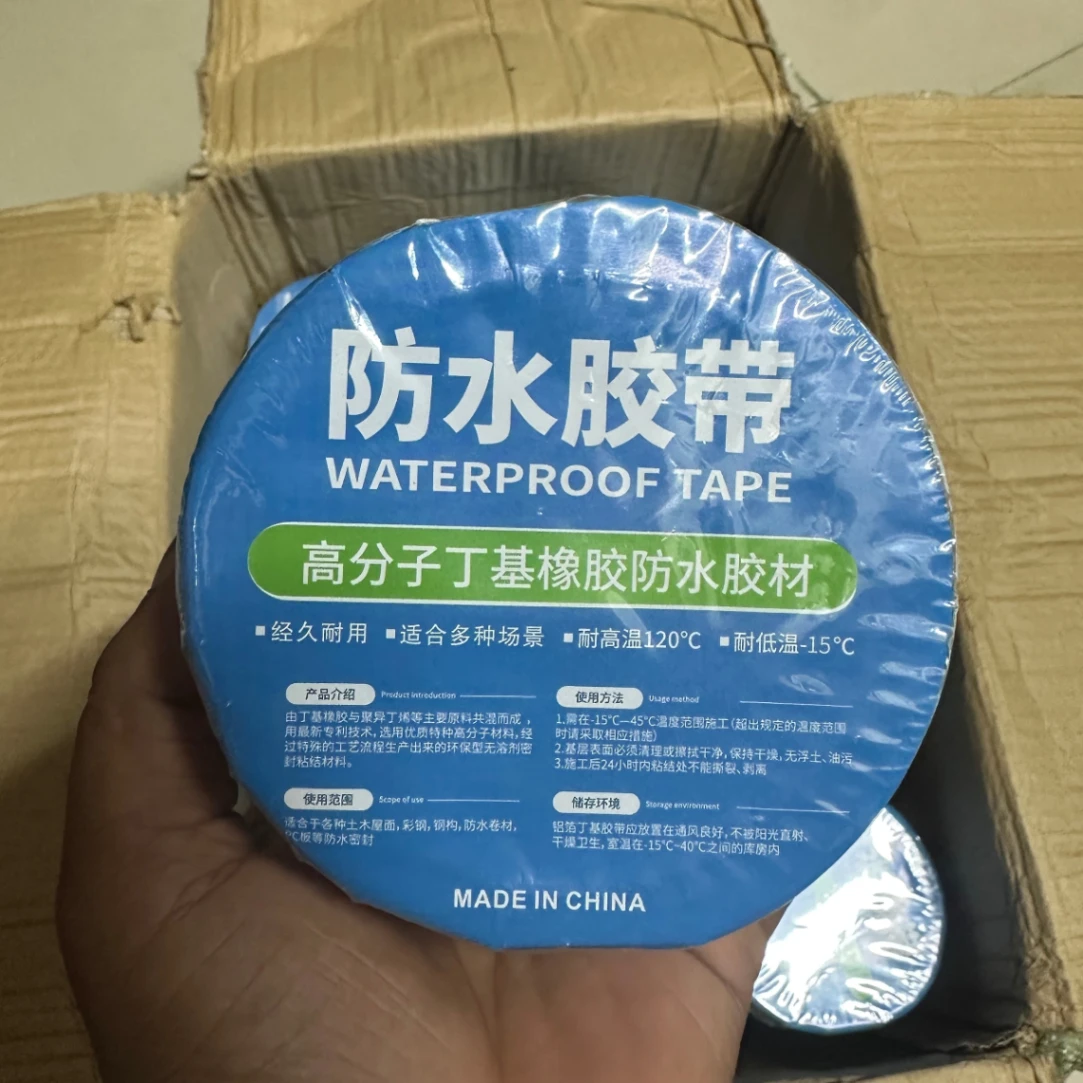 防水胶带
WATERPROOF TAPE
高分子丁基橡胶防水胶材
▪经久耐用 ▪适合多种场景 ▪耐高温120℃ ▪耐低温-15℃
产品介绍 Product introduction
由丁基橡胶与聚异丁烯等主要原料共混而成，
用最新专利技术，选用优质特种高分子材料，经
过特殊的工艺流程生产出来的环保型无溶剂密
封粘结材料。
使用方法 Usage method
1.需在-15℃—45℃温度范围施工(超出规定的温度范围
时请采取相应措施)
2.基层表面必须清理或擦拭干净，保持干燥，无浮土、油污
3.施工后24小时内粘结处不能撕裂、剥离
使用范围 Scope of use
适合于各种土木屋面，彩钢，钢构，防水卷材，
PC板等防水密封
储存环境 Storage environment
铝箔丁基胶带应放置在通风良好，不被阳光直射、
干燥卫生，室温在-15℃~40℃之间的库房内
MADE IN CHINA